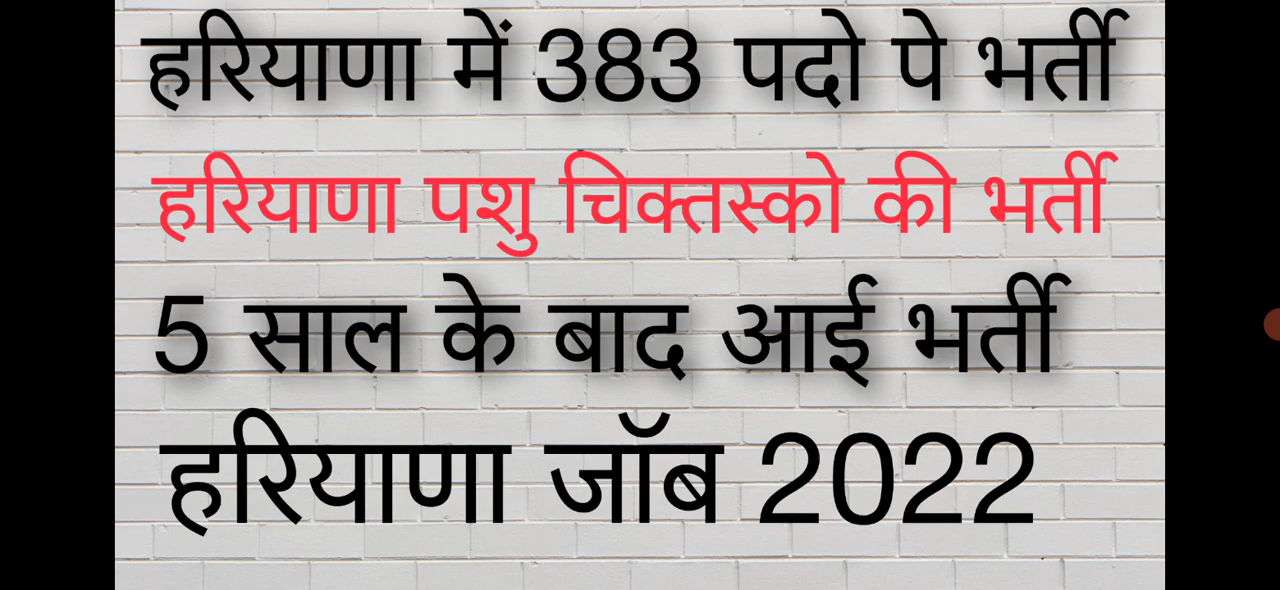 हरियाणा में 383 पदो पे भर्ती
हरियाणा पशु चिक्तस्को की भर्ती
5 साल के बाद आई भर्ती
हरियाणा जॉब 2022